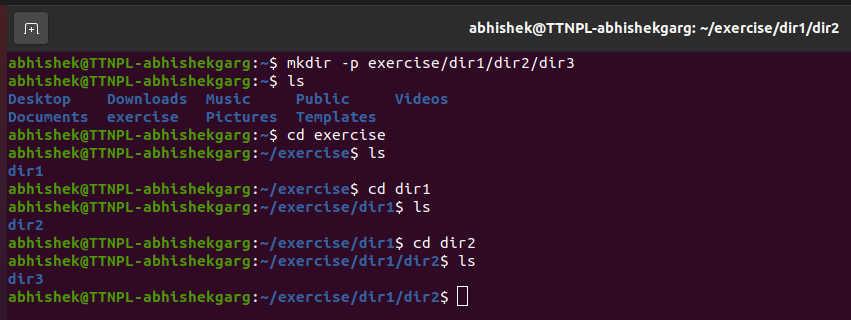 abhishek@TTNPL-abhishekgarg: ~/exercise/dir1/dir2
abhishek@TTNPL-abhishekgarg:~$ mkdir -p exercise/dir1/dir2/dir3
abhishek@TTNPL-abhishekgarg:~$ ls
Desktop    Downloads  Music     Public     Videos
Documents  exercise   Pictures  Templates
abhishek@TTNPL-abhishekgarg:~$ cd exercise
abhishek@TTNPL-abhishekgarg:~/exercise$ ls
dir1
abhishek@TTNPL-abhishekgarg:~/exercise$ cd dir1
abhishek@TTNPL-abhishekgarg:~/exercise/dir1$ ls
dir2
abhishek@TTNPL-abhishekgarg:~/exercise/dir1$ cd dir2
abhishek@TTNPL-abhishekgarg:~/exercise/dir1/dir2$ ls
dir3
abhishek@TTNPL-abhishekgarg:~/exercise/dir1/dir2$